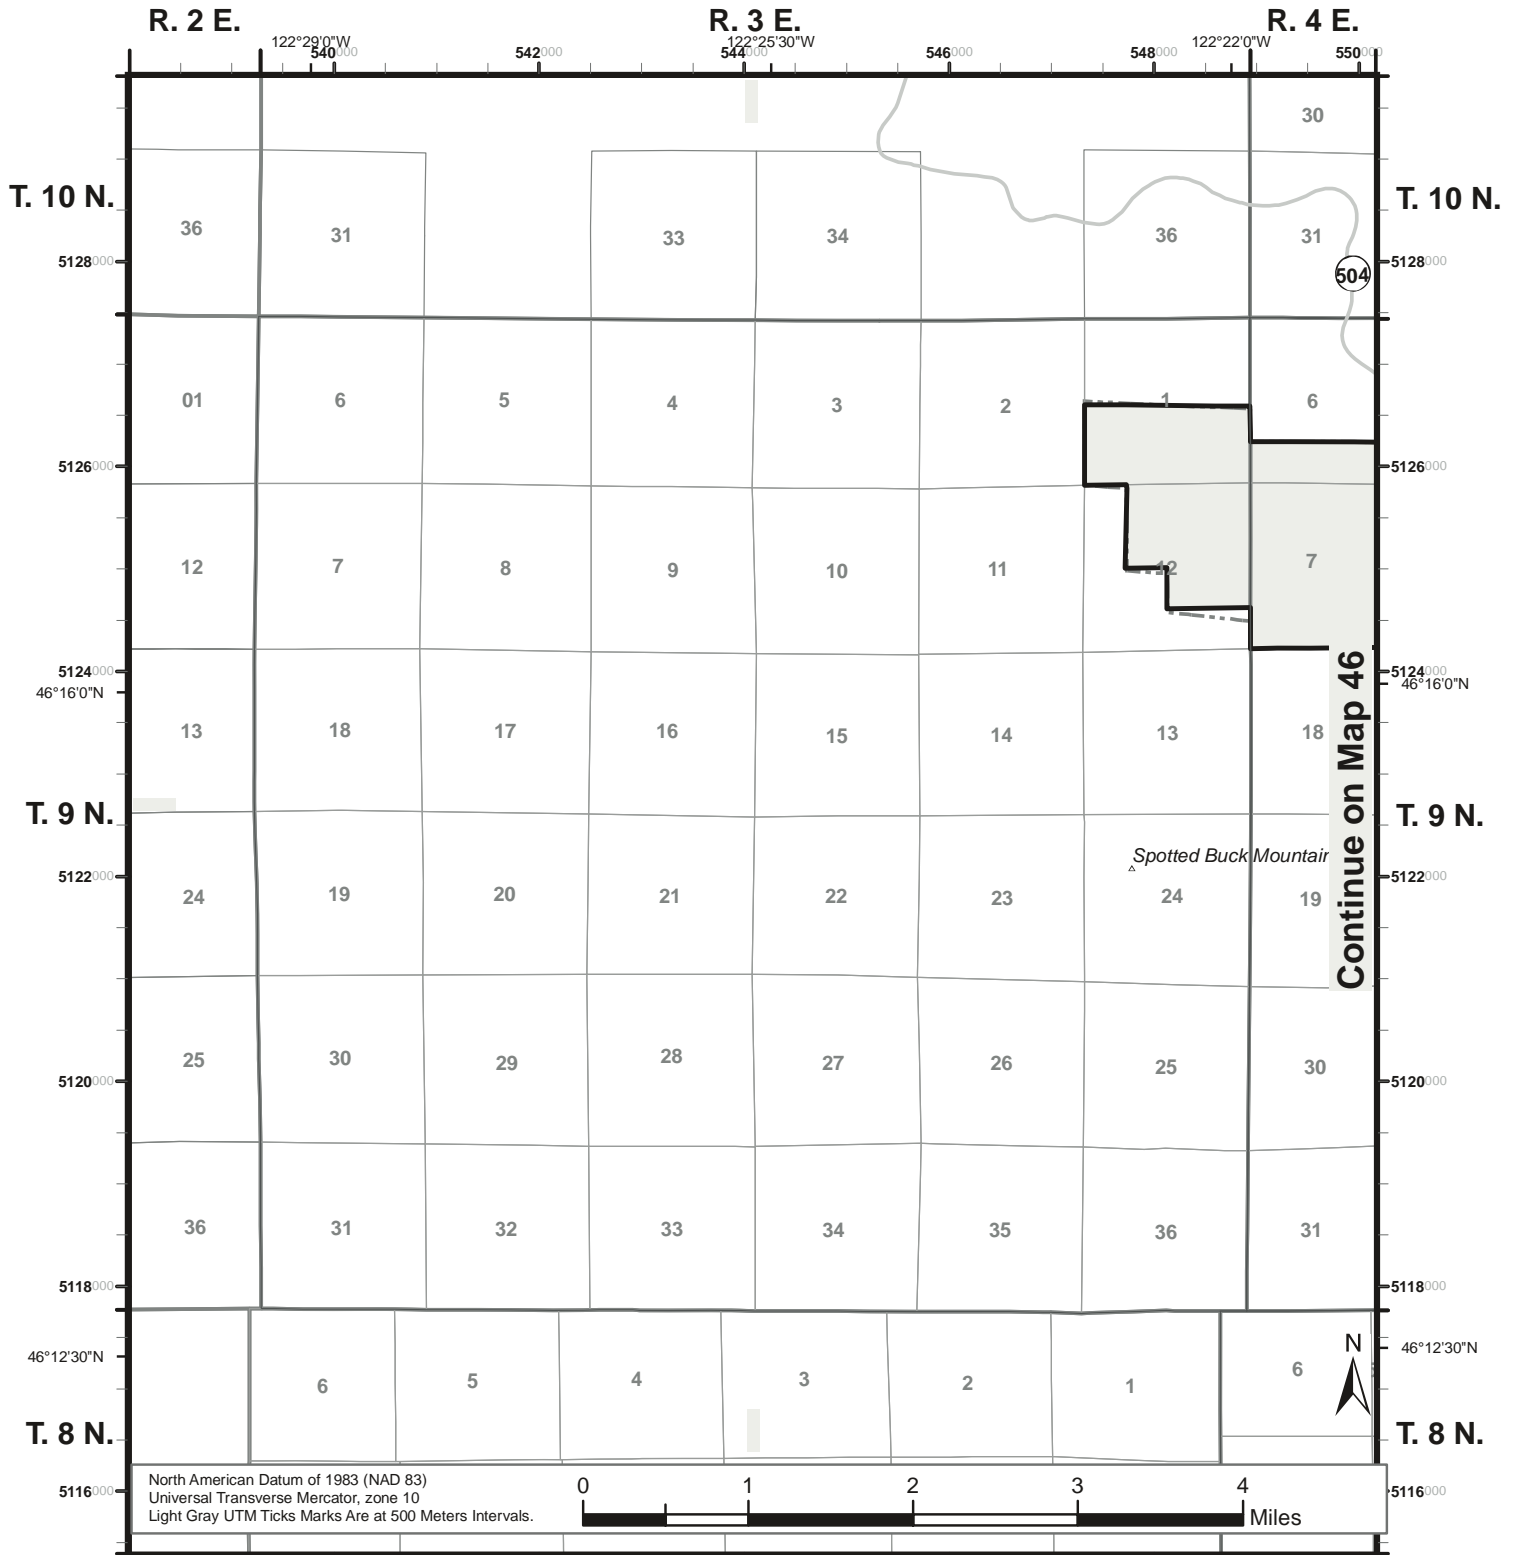 R. 2 E. R. 3 E. R. 4 E.
122°29'0"W 122°25'30"W 122°22'0"W
540000 542000 544000 546000 548000 550000
30
T. 10 N. T. 10 N.
36 31 33 34 36 31
5128000 5128000
504
01 6 5 4 3 2 1 6
5126000 5126000
12 7 8 9 10 11 12 7
5124000 5124000
46°16'0"N 46°16'0"N
Continue on Map 46
13 18 17 16 15 14 13 18
T. 9 N. T. 9 N.
Spotted Buck Mountain
5122000 5122000
24 19 20 21 22 23 24 19
25 30 29 28 27 26 25 30
5120000 5120000
36 31 32 33 34 35 36 31
5118000 5118000
N
46°12'30"N 46°12'30"N
6 5 4 3 2 1 6
T. 8 N. T. 8 N.
North American Datum of 1983 (NAD 83)
Universal Transverse Mercator, zone 10
Light Gray UTM Ticks Marks Are at 500 Meters Intervals.
0 1 2 3 4
Miles
5116000 5116000